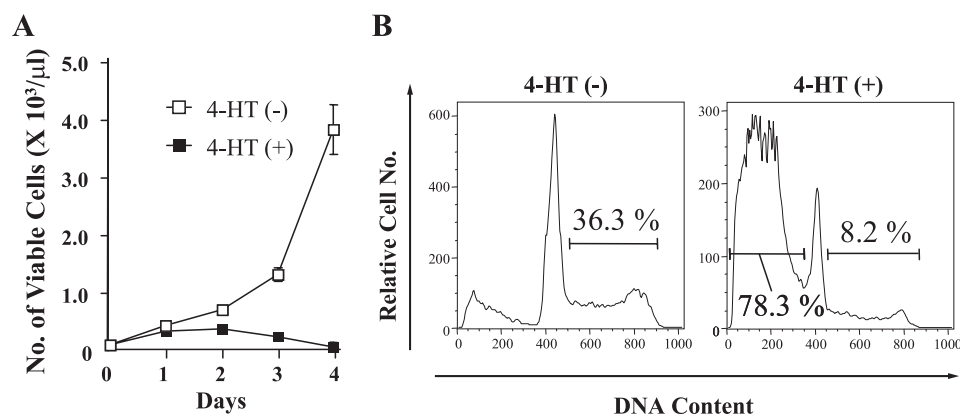 A
No. of Viable Cells (X 10³/μl)
5.0
4.0
3.0
2.0
1.0
0
4-HT (-)
4-HT (+)
0 1 2 3 4
Days
B
Relative Cell No.
4-HT (-)
600
400
200
0
36.3 %
0 200 400 600 800 1000
4-HT (+)
300
200
100
0
8.2 %
78.3 %
0 200 400 600 800 1000
DNA Content